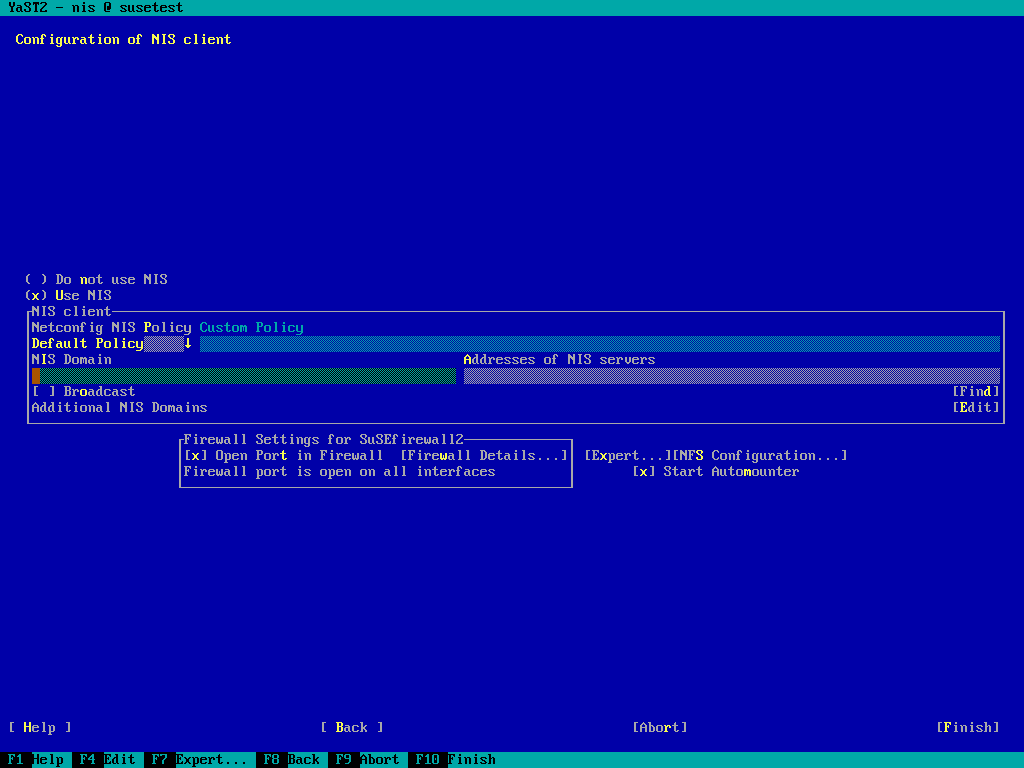 YaST2 - nis @ susetest
Configuration of NIS client
( ) Do not use NIS
(x) Use NIS
NIS client
Netconfig NIS Policy Custom Policy
Default Policy ↓
NIS Domain Addresses of NIS servers
[ ] Broadcast [Find]
Additional NIS Domains [Edit]
Firewall Settings for SuSEfirewall2
[x] Open Port in Firewall [Firewall Details...] [Expert...][NFS Configuration...]
Firewall port is open on all interfaces [x] Start Automounter
[ Help ] [ Back ] [Abort] [Finish]
F1 Help F4 Edit F7 Expert... F8 Back F9 Abort F10 Finish